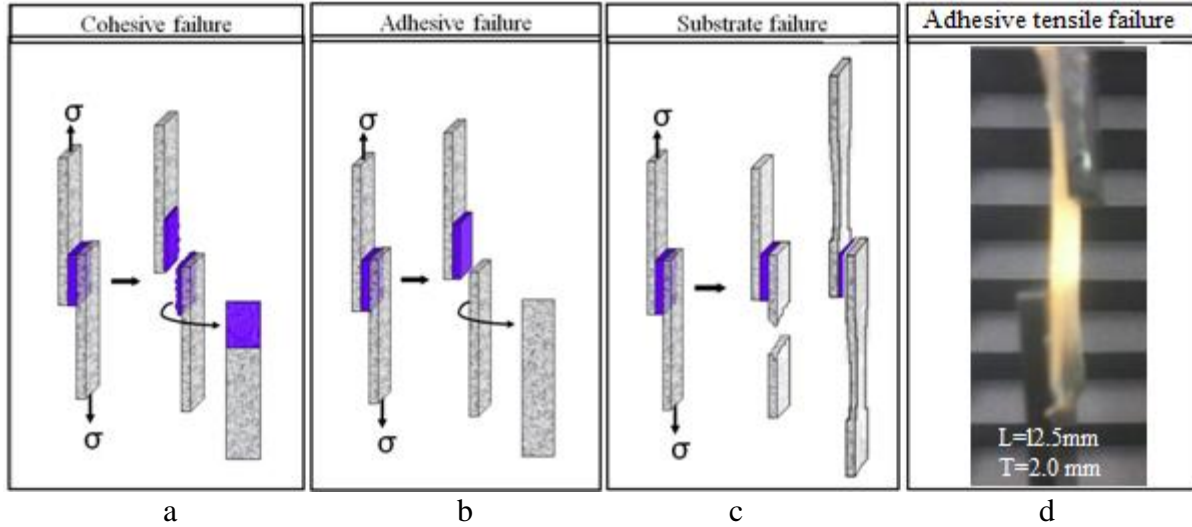 Cohesive failure
Adhesive failure
Substrate failure
Adhesive tensile failure
σ
σ
σ
σ
σ
σ
L=12.5mm
T=2.0 mm
a
b
c
d